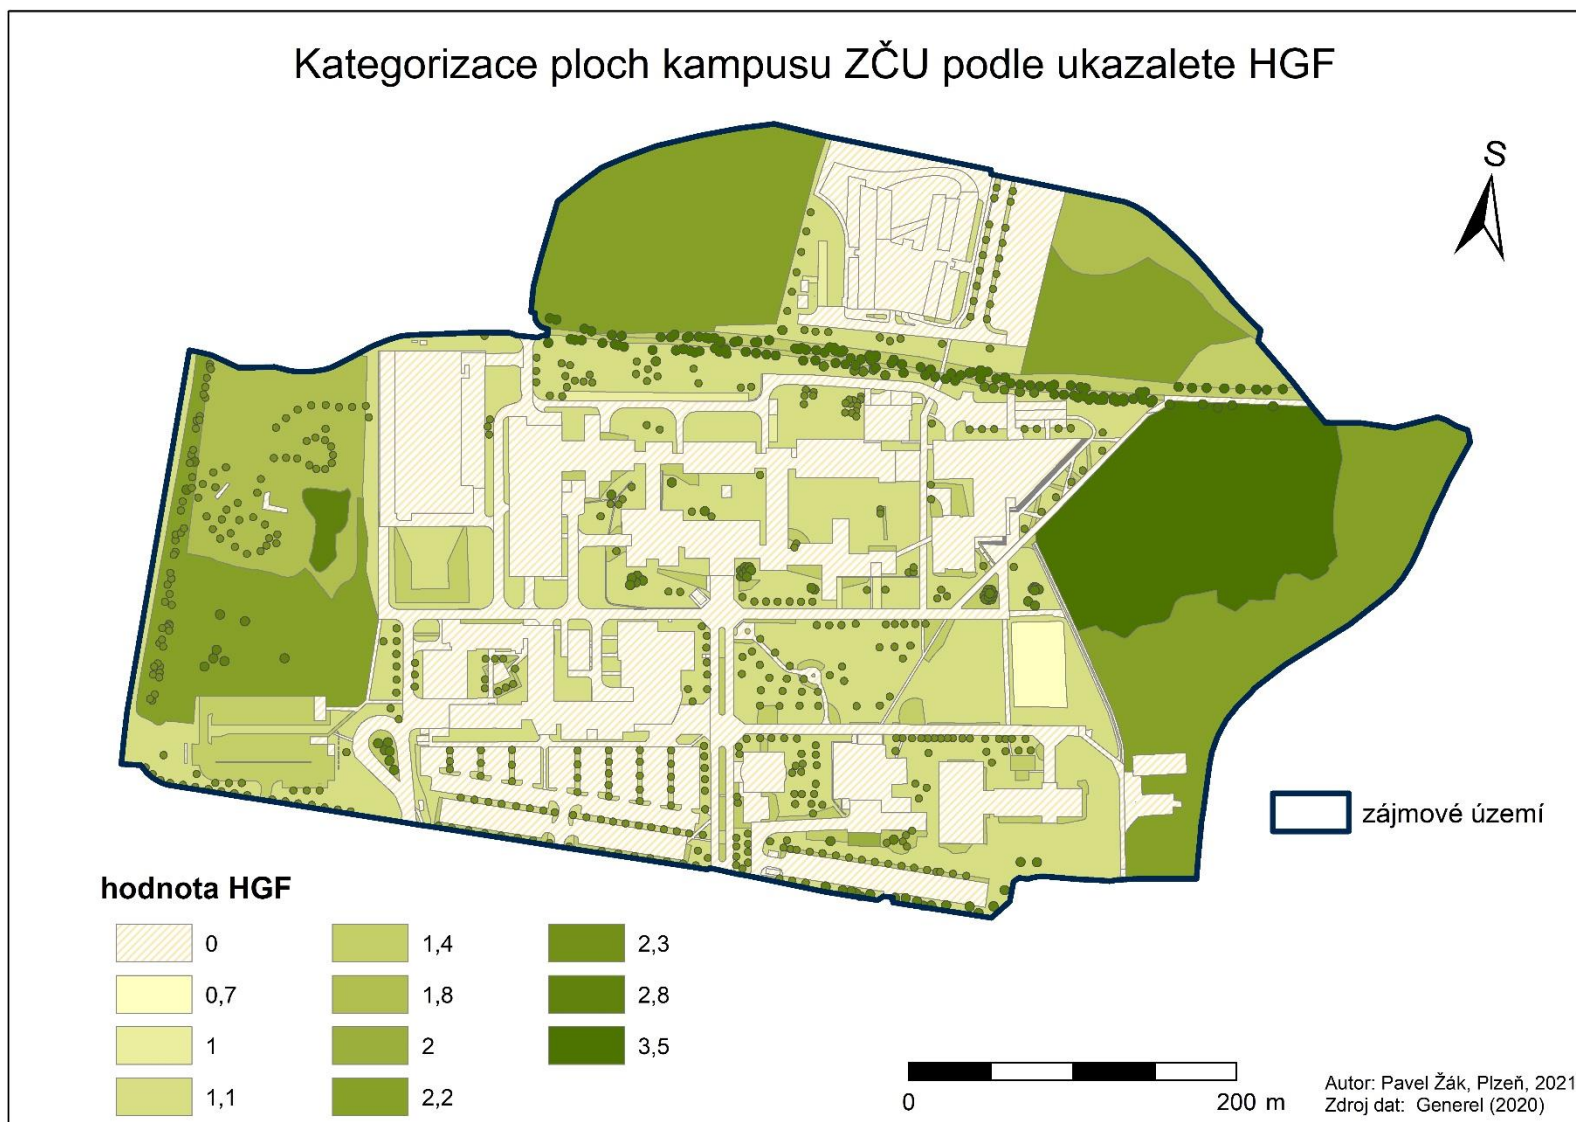 Kategorizace ploch kampusu ZČU podle ukazalete HGF
S
zájmové území
hodnota HGF
0
0,7
1
1,1
1,4
1,8
2
2,2
2,3
2,8
3,5
0 200 m
Autor: Pavel Žák, Plzeň, 2021
Zdroj dat: Generel (2020)